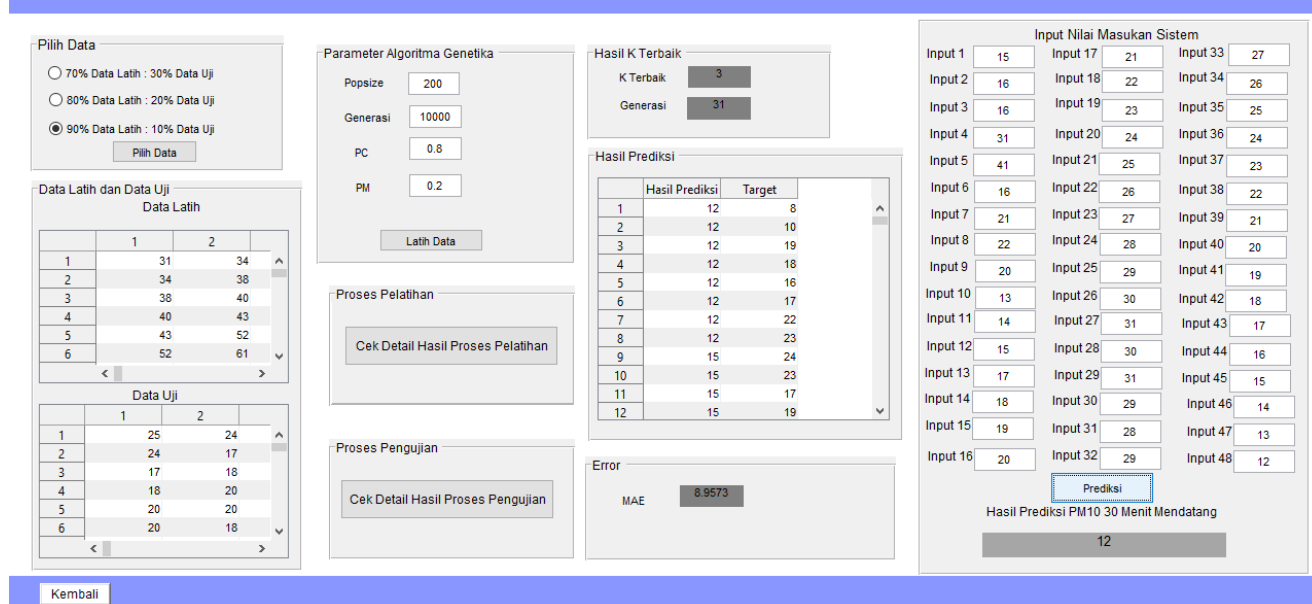 Pilih Data
70% Data Latih : 30% Data Uji
80% Data Latih : 20% Data Uji
90% Data Latih : 10% Data Uji
Pilih Data
Data Latih dan Data Uji
Data Latih
1 2
1 31 34
2 34 38
3 38 40
4 40 43
5 43 52
6 52 61
Data Uji
1 2
1 25 24
2 24 17
3 17 18
4 18 20
5 20 20
6 20 18
Parameter Algoritma Genetika
Popsize 200
Generasi 10000
PC 0.8
PM 0.2
Latih Data
Proses Pelatihan
Cek Detail Hasil Proses Pelatihan
Proses Pengujian
Cek Detail Hasil Proses Pengujian
Hasil K Terbaik
K Terbaik 3
Generasi 31
Hasil Prediksi
Hasil Prediksi Target
1 12 8
2 12 10
3 12 19
4 12 18
5 12 16
6 12 17
7 12 22
8 12 23
9 15 24
10 15 23
11 15 17
12 15 19
Error
MAE 8.9573
Input Nilai Masukan Sistem
Input 1 15 Input 17 21 Input 33 27
Input 2 16 Input 18 22 Input 34 26
Input 3 16 Input 19 23 Input 35 25
Input 4 31 Input 20 24 Input 36 24
Input 5 41 Input 21 25 Input 37 23
Input 6 16 Input 22 26 Input 38 22
Input 7 21 Input 23 27 Input 39 21
Input 8 22 Input 24 28 Input 40 20
Input 9 20 Input 25 29 Input 41 19
Input 10 13 Input 26 30 Input 42 18
Input 11 14 Input 27 31 Input 43 17
Input 12 15 Input 28 30 Input 44 16
Input 13 17 Input 29 31 Input 45 15
Input 14 18 Input 30 29 Input 46 14
Input 15 19 Input 31 28 Input 47 13
Input 16 20 Input 32 29 Input 48 12
Prediksi
Hasil Prediksi PM10 30 Menit Mendatang
12
Kembali